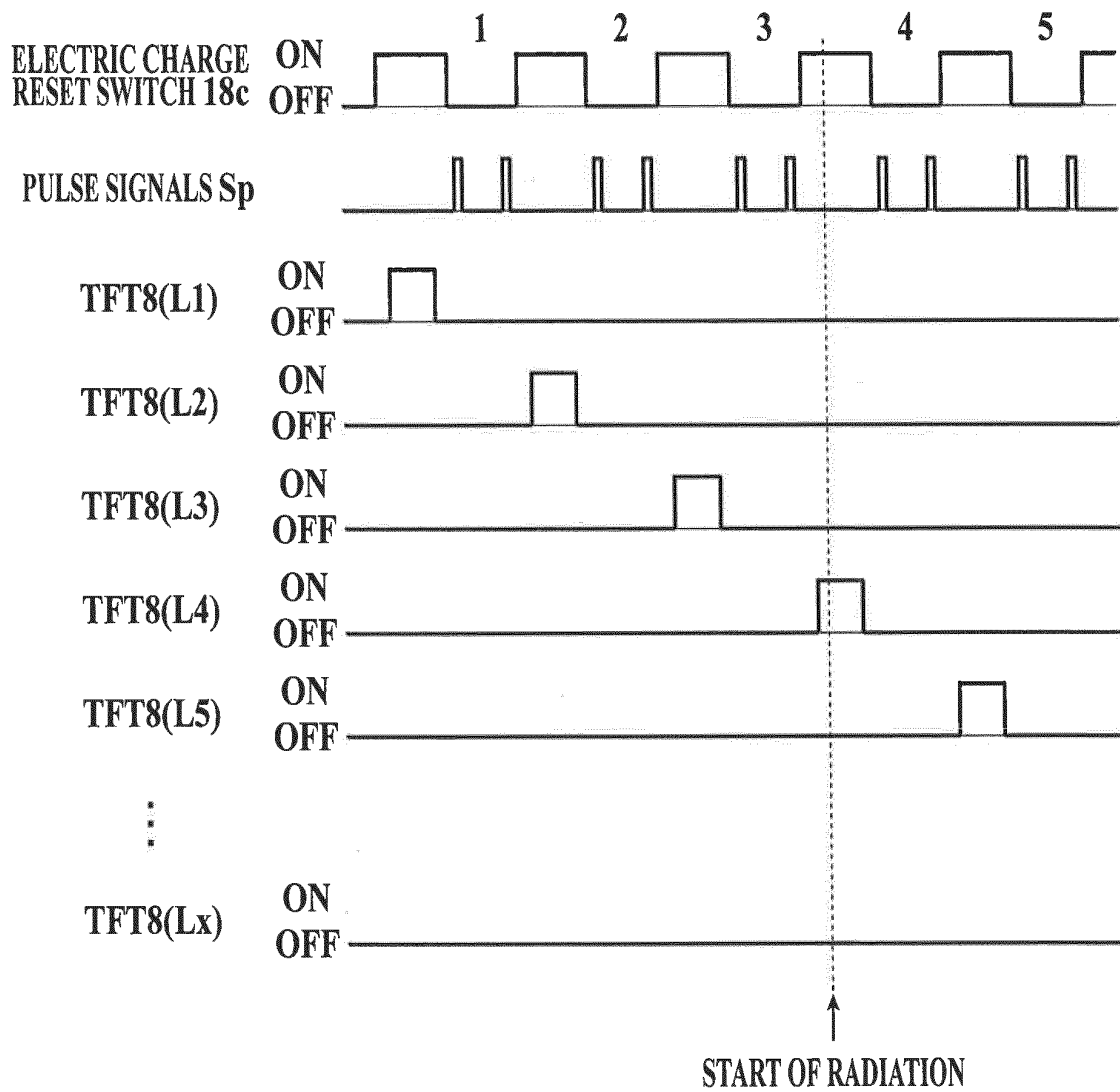 1 2 3 4 5
ELECTRIC CHARGE ON
RESET SWITCH 18c OFF
PULSE SIGNALS Sp
TFT8(L1) ON
OFF
TFT8(L2) ON
OFF
TFT8(L3) ON
OFF
TFT8(L4) ON
OFF
TFT8(L5) ON
OFF
TFT8(Lx) ON
OFF
START OF RADIATION